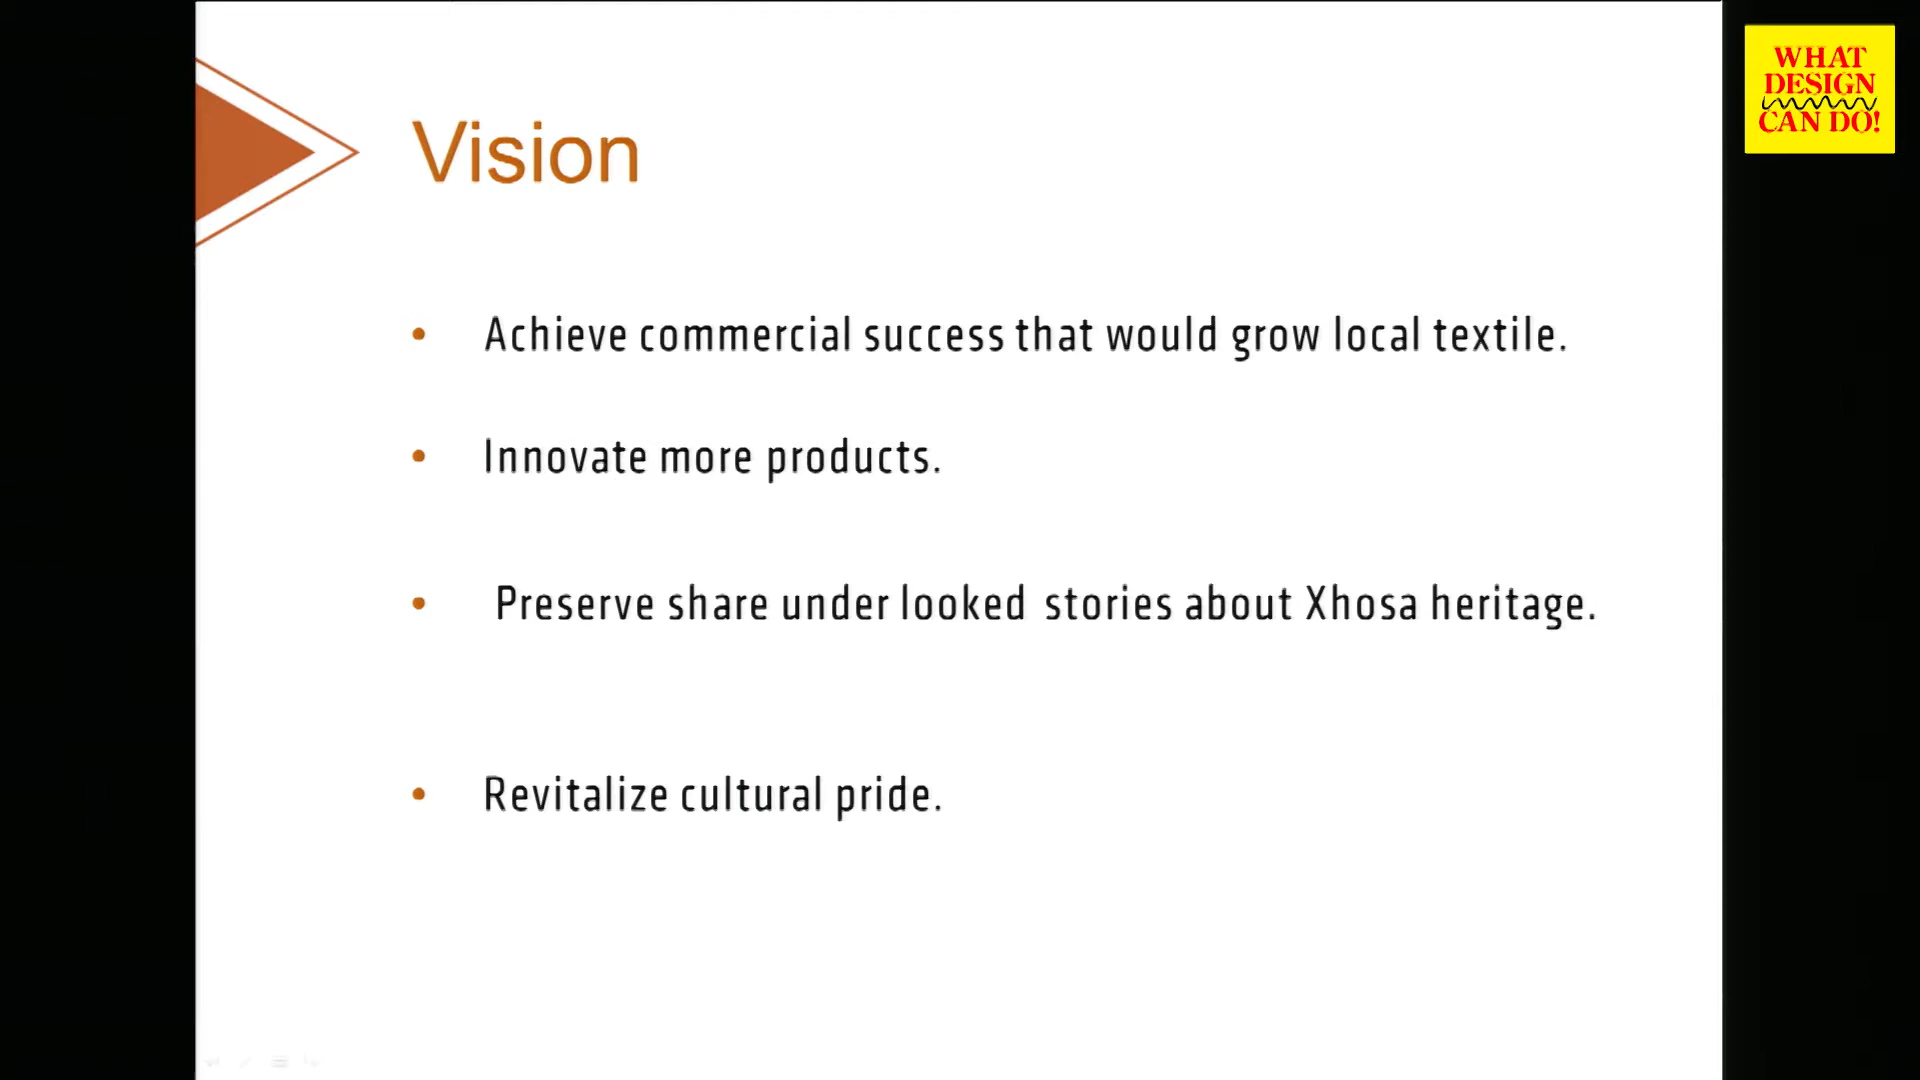 Vision
• Achieve commercial success that would grow local textile.
• Innovate more products.
• Preserve share under looked stories about Xhosa heritage.
• Revitalize cultural pride.
WHAT
DESIGN
CAN DO!